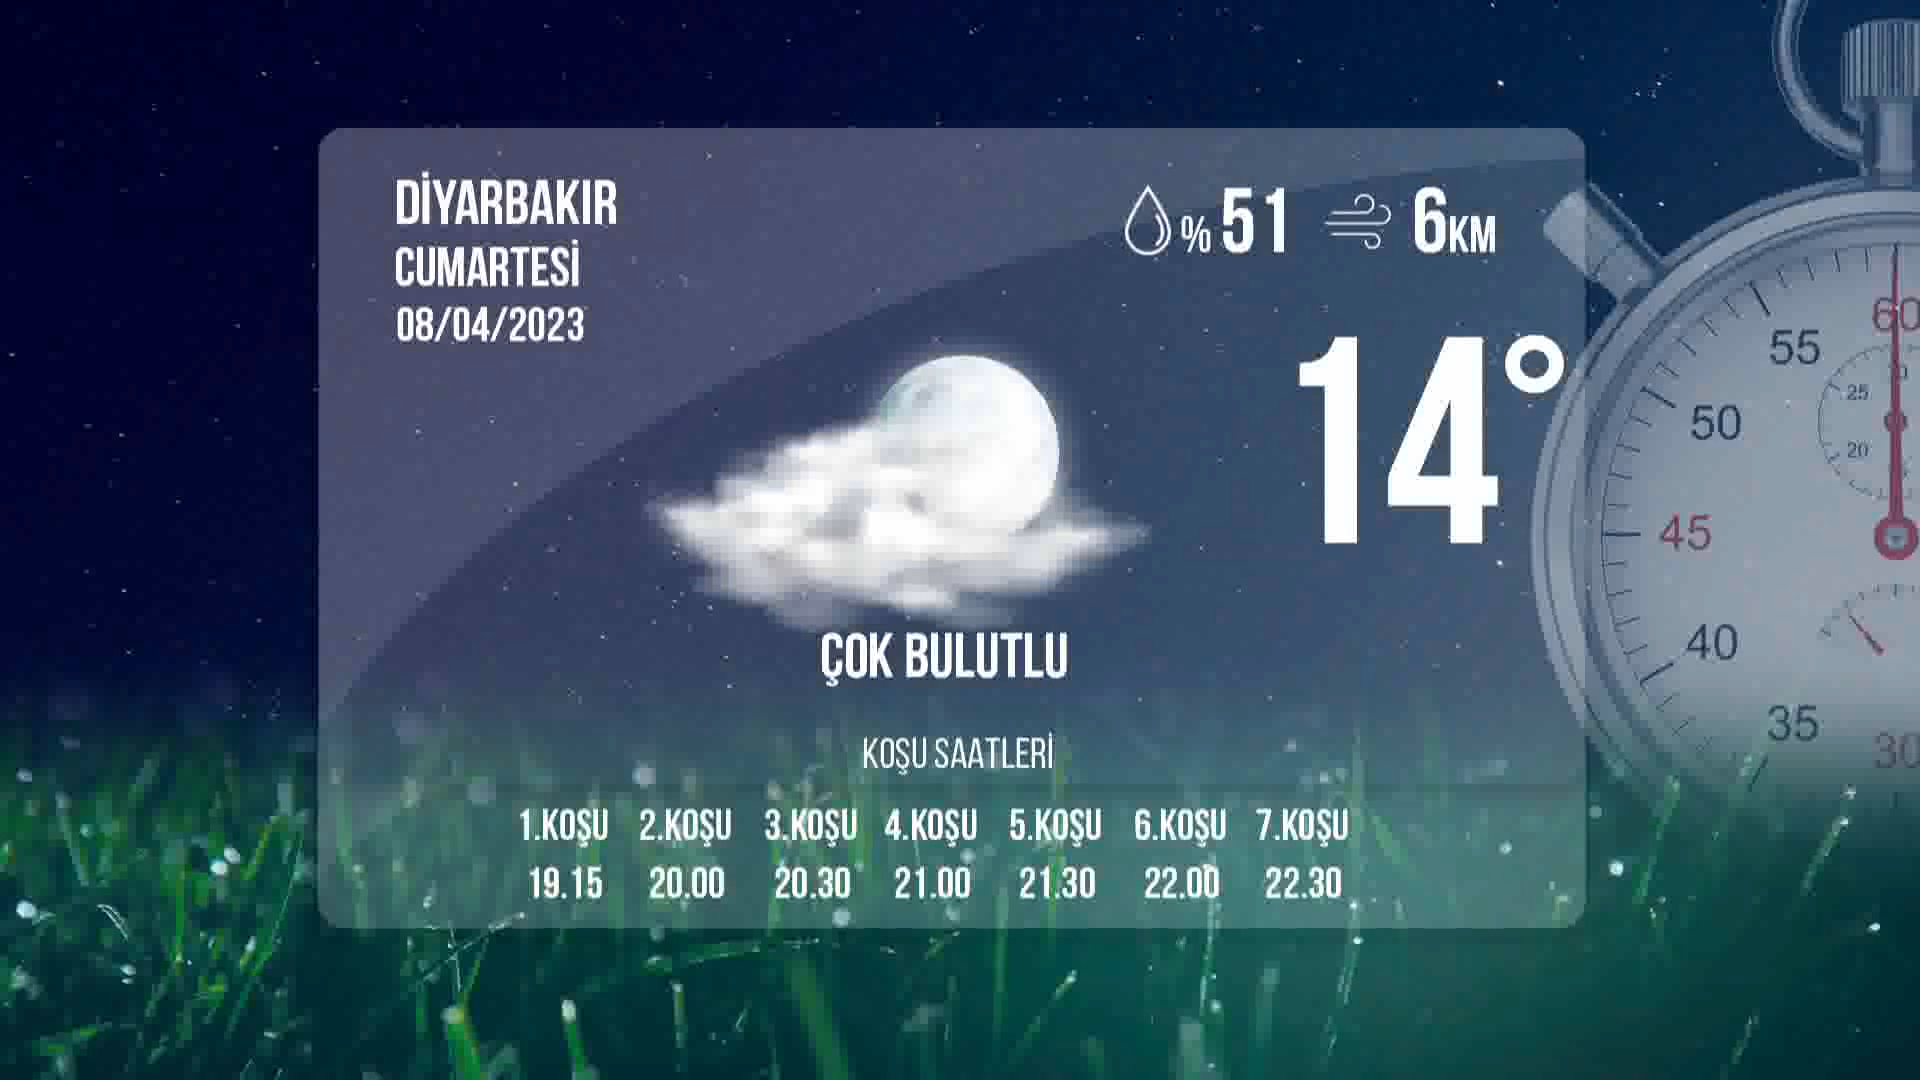 DİYARBAKIR
CUMARTESİ
08/04/2023
%51 6KM
14°
ÇOK BULUTLU
KOŞU SAATLERİ
1.KOŞU 2.KOŞU 3.KOŞU 4.KOŞU 5.KOŞU 6.KOŞU 7.KOŞU
19.15 20.00 20.30 21.00 21.30 22.00 22.30
60
55
50
45
40
35
30
25
20